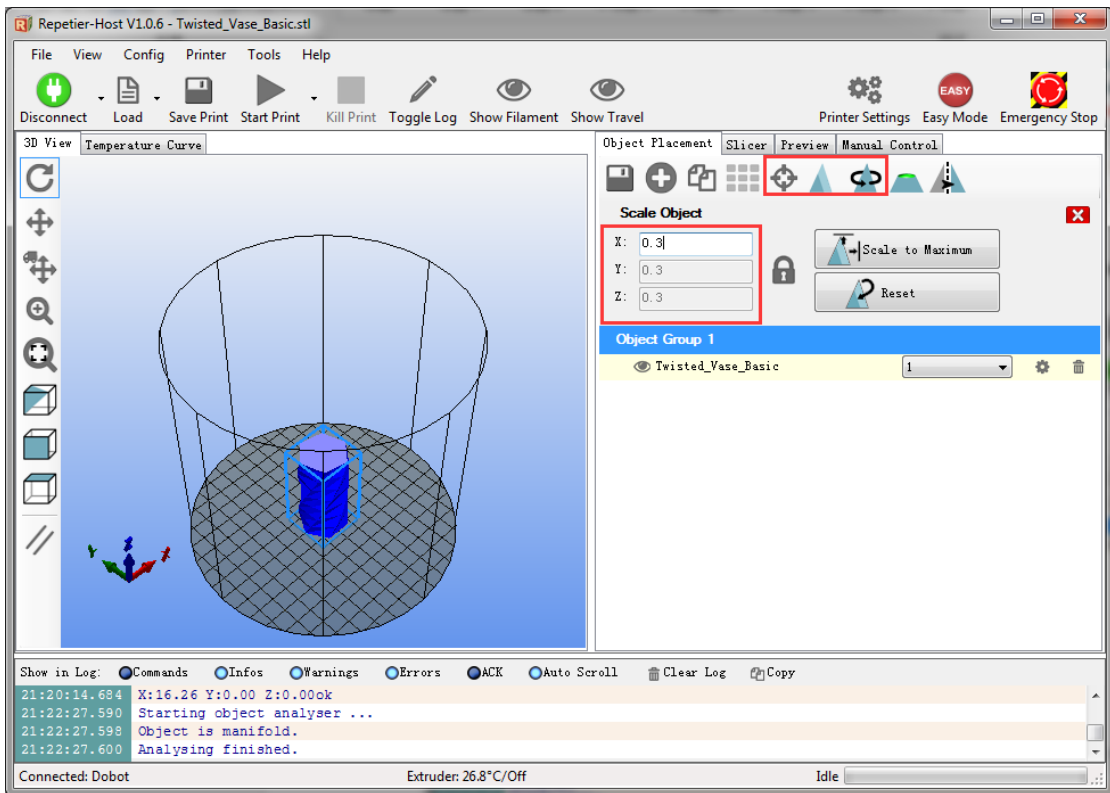 Repetier-Host V1.0.6 - Twisted_Vase_Basic.stl
File View Config Printer Tools Help
Disconnect Load Save Print Start Print Kill Print Toggle Log Show Filament Show Travel Printer Settings EASY Easy Mode Emergency Stop
3D View Temperature Curve
Object Placement Slicer Preview Manual Control
Scale Object
X: 0.3
Scale to Maximum
Y: 0.3
Z: 0.3
Reset
Object Group 1
Twisted_Vase_Basic 1
Show in Log: Commands Infos Warnings Errors ACK Auto Scroll Clear Log Copy
21:20:14.684 X:16.26 Y:0.00 Z:0.00ok
21:22:27.590 Starting object analyser ...
21:22:27.598 Object is manifold.
21:22:27.600 Analysing finished.
Connected: Dobot Extruder: 26.8°C/Off Idle